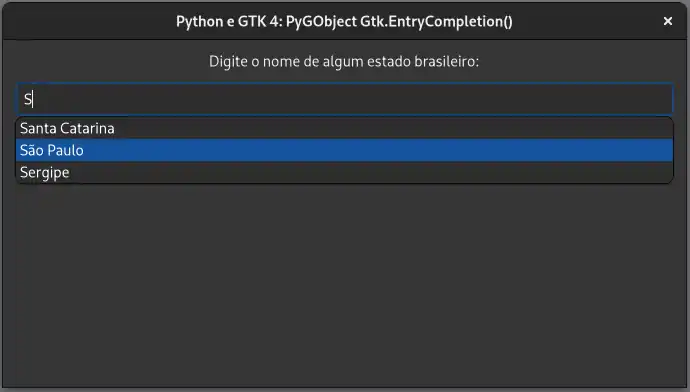 Python e GTK 4: PyGObject Gtk.EntryCompletion()
Digite o nome de algum estado brasileiro:
S
Santa Catarina
São Paulo
Sergipe